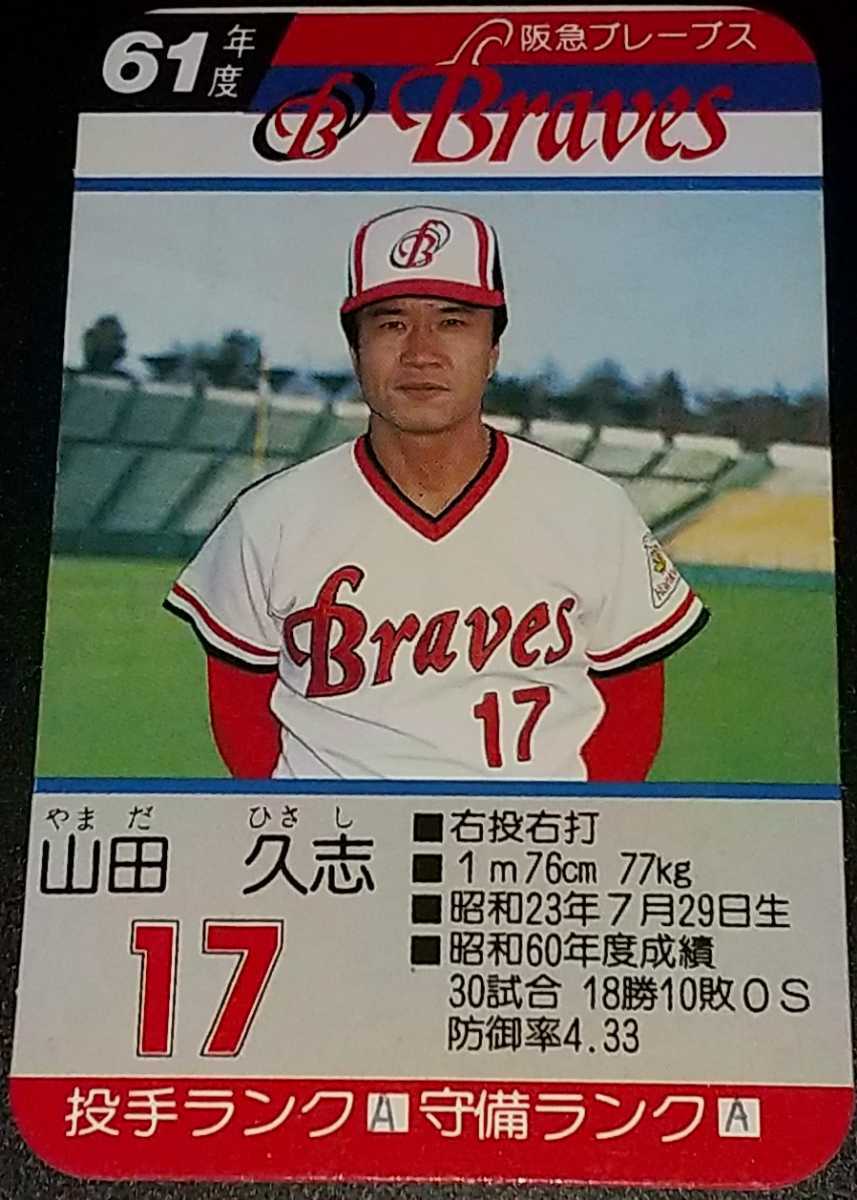 61年度
阪急ブレーブス
B Braves
B
Braves
17
やまだ ひさし
山田 久志
17
■右投右打
■1m76cm 77kg
■昭和23年7月29日生
■昭和60年度成績
30試合 18勝10敗0S
防御率4.33
投手ランクA 守備ランクA